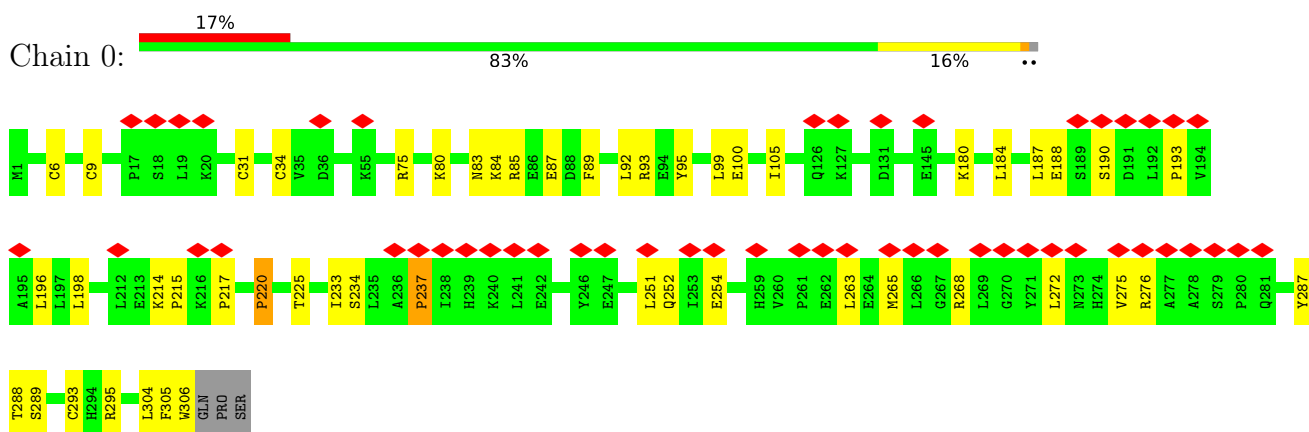 17%
Chain 0:
83% 16% ••
M1 C6 C9 P17 S18 L19 K20 C31 C34 V35 D36 K55 R75 K80 N83 K84 R85 E86 E87 D88 F89 L92 R93 E94 Y95 L99 E100 I105 Q126 K127 D131 E145 K180 L184 L187 E188 S189 S190 D191 L192 P193 V194
A195 L196 L197 L198 L212 E213 K214 P215 K216 P217 P220 T225 I233 S234 L235 A236 P237 I238 H239 K240 L241 E242 Y246 E247 L251 Q252 I253 E254 H259 V260 P261 E262 L263 E264 M265 L266 G267 R268 L269 G270 Y271 L272 N273 H274 V275 R276 A277 A278 S279 P280 Q281 Y287
T288 S289 C293 H294 R295 L304 F305 W306 GLN PRO SER